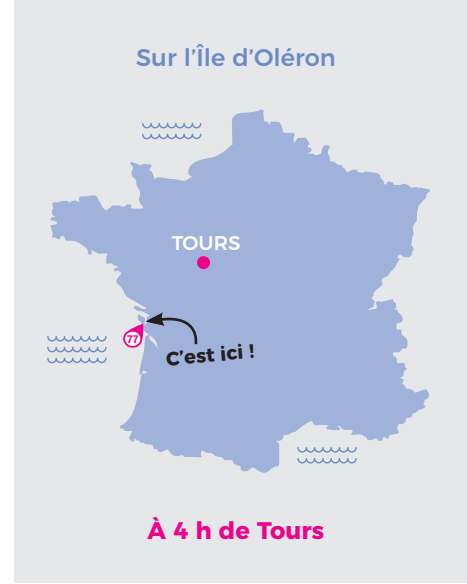 Sur l'Île d'Oléron
TOURS
77
C'est ici !
À 4 h de Tours